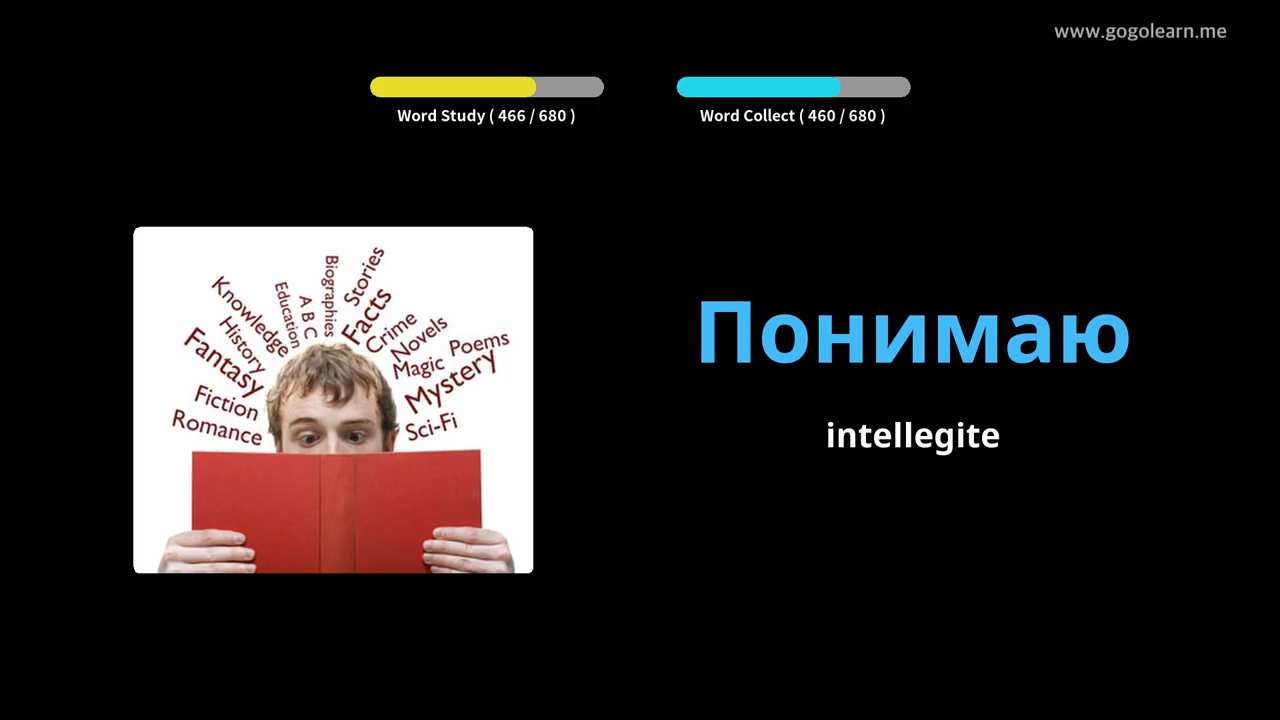 www.gogolearn.me
Word Study ( 466 / 680 )
Word Collect ( 460 / 680 )
Biographies
Stories
Knowledge
Education
A B C
Facts
History
Crime
Novels
Fantasy
Magic
Poems
Mystery
Fiction
Romance
Sci-Fi
Понимаю
intellegite